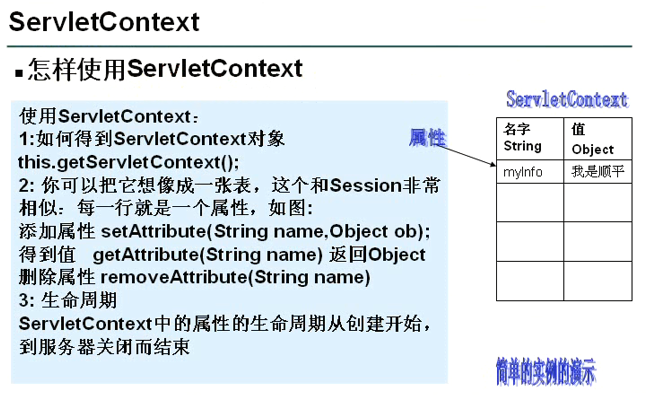 ServletContext
■怎样使用ServletContext
使用ServletContext：
1:如何得到ServletContext对象
this.getServletContext();
2: 你可以把它想像成一张表，这个和Session非常
相似：每一行就是一个属性，如图:
添加属性 setAttribute(String name,Object ob);
得到值 getAttribute(String name) 返回Object
删除属性 removeAttribute(String name)
3: 生命周期
ServletContext中的属性的生命周期从创建开始，
到服务器关闭而结束
属性
ServletContext
名字 值
String Object
myInfo 我是顺平
简单的实例的演示